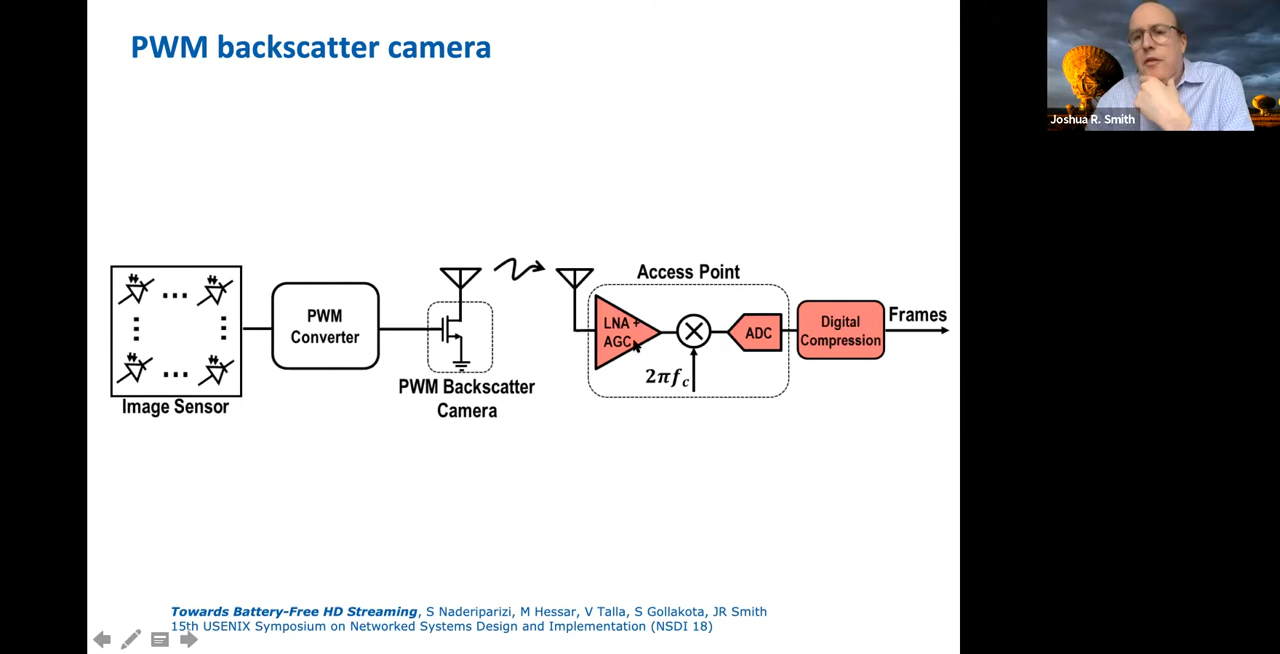 PWM backscatter camera
Joshua R. Smith
Image Sensor
PWM
Converter
PWM Backscatter
Camera
Access Point
LNA +
AGC
2πf_c
ADC
Digital
Compression
Frames
Towards Battery-Free HD Streaming, S Naderiparizi, M Hessar, V Talla, S Gollakota, JR Smith
15th USENIX Symposium on Networked Systems Design and Implementation (NSDI 18)